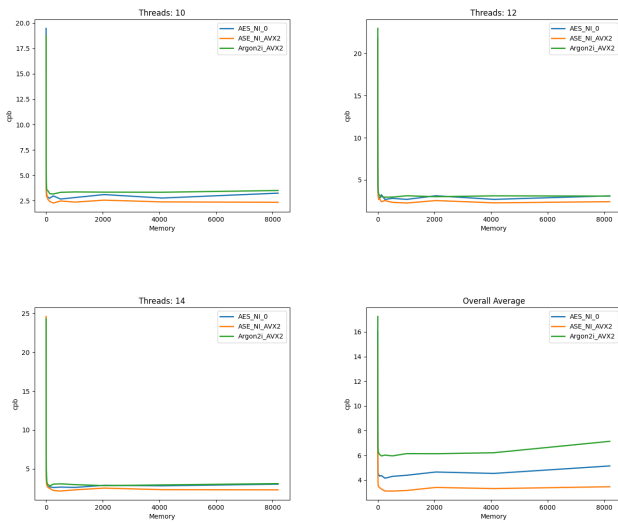 Threads: 10
20.0
17.5
15.0
12.5
10.0
7.5
5.0
2.5
cpb
AES_NI_0
ASE_NI_AVX2
Argon2i_AVX2
0 2000 4000 6000 8000
Memory
Threads: 12
20
15
10
5
cpb
AES_NI_0
ASE_NI_AVX2
Argon2i_AVX2
0 2000 4000 6000 8000
Memory
Threads: 14
25
20
15
10
5
cpb
AES_NI_0
ASE_NI_AVX2
Argon2i_AVX2
0 2000 4000 6000 8000
Memory
Overall Average
16
14
12
10
8
6
4
cpb
AES_NI_0
ASE_NI_AVX2
Argon2i_AVX2
0 2000 4000 6000 8000
Memory